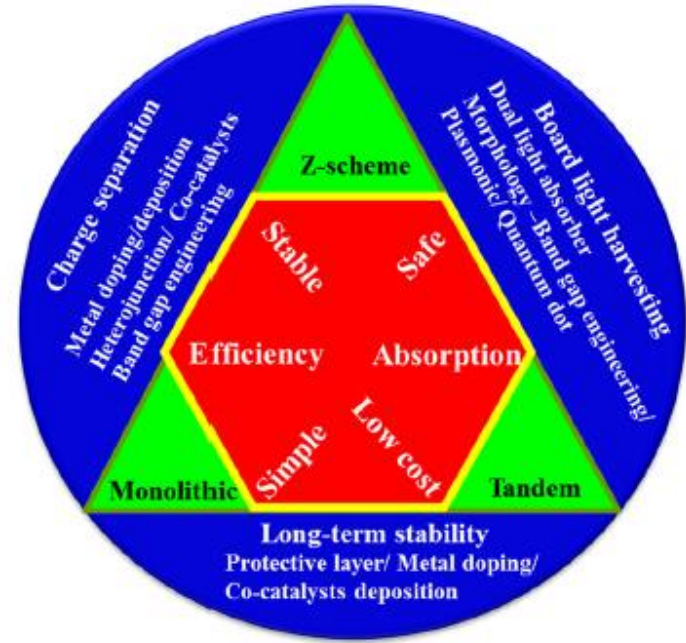 Z-scheme
Charge separation
Metal doping/deposition
Heterojunction/ Co-catalysts
Band gap engineering
Board light harvesting
Dual light absorber
Morphology –Band gap engineering/
Plasmonic/ Quantum dot
Stable
Safe
Efficiency
Absorption
Simple
Low cost
Monolithic
Tandem
Long-term stability
Protective layer/ Metal doping/
Co-catalysts deposition